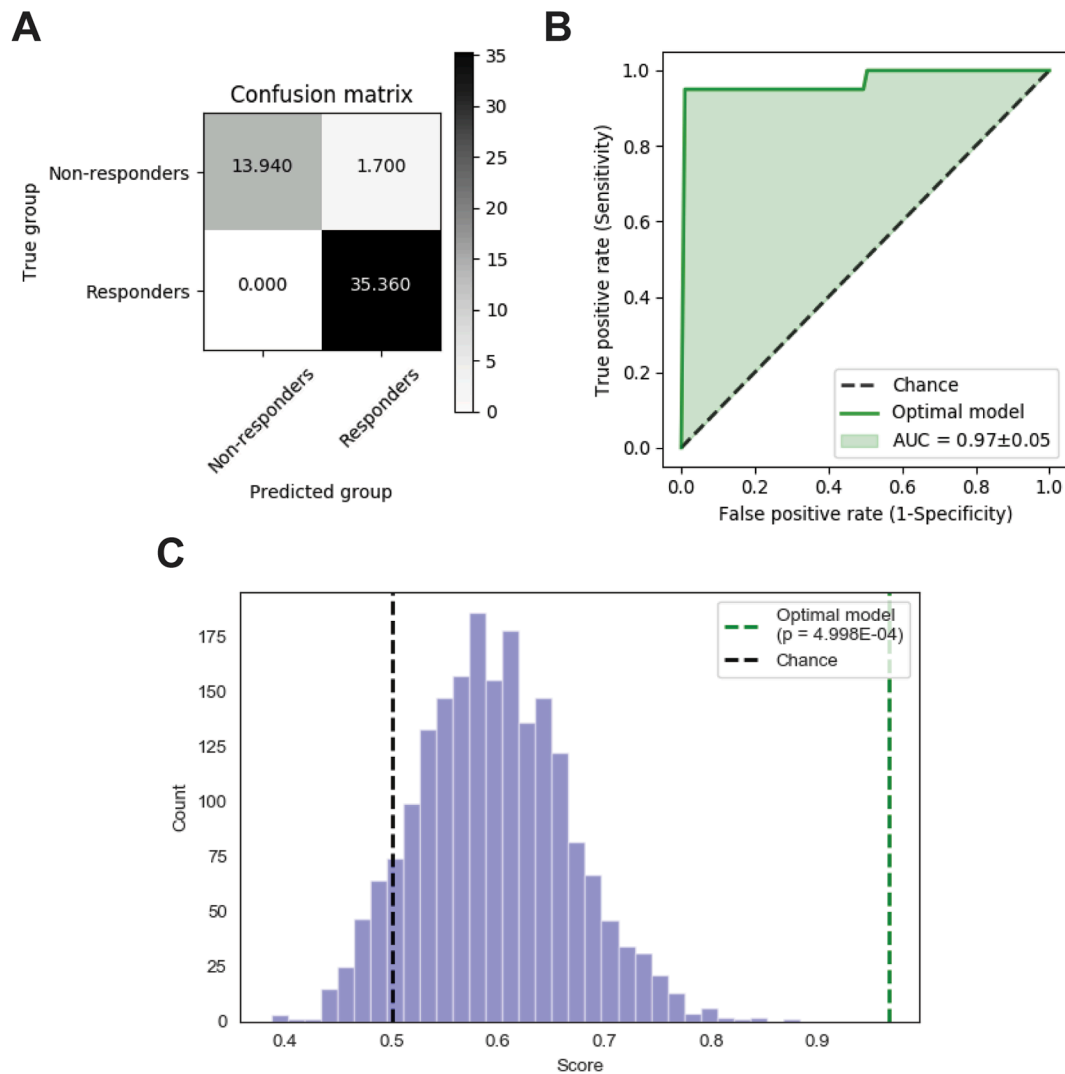 A
Confusion matrix
True group
Non-responders
13.940
1.700
Responders
0.000
35.360
Non-responders
Responders
Predicted group
35
30
25
20
15
10
5
0
B
True positive rate (Sensitivity)
1.0
0.8
0.6
0.4
0.2
0.0
Chance
Optimal model
AUC = 0.97±0.05
0.0
0.2
0.4
0.6
0.8
1.0
False positive rate (1-Specificity)
C
Count
175
150
125
100
75
50
25
0
Optimal model
(p = 4.998E-04)
Chance
0.4
0.5
0.6
0.7
0.8
0.9
Score